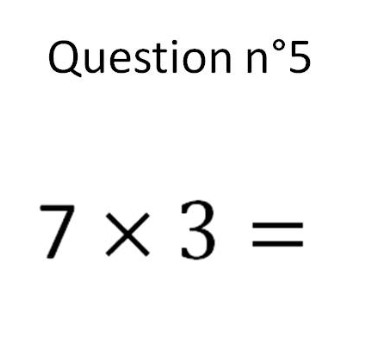 Question n°5
7 × 3 =